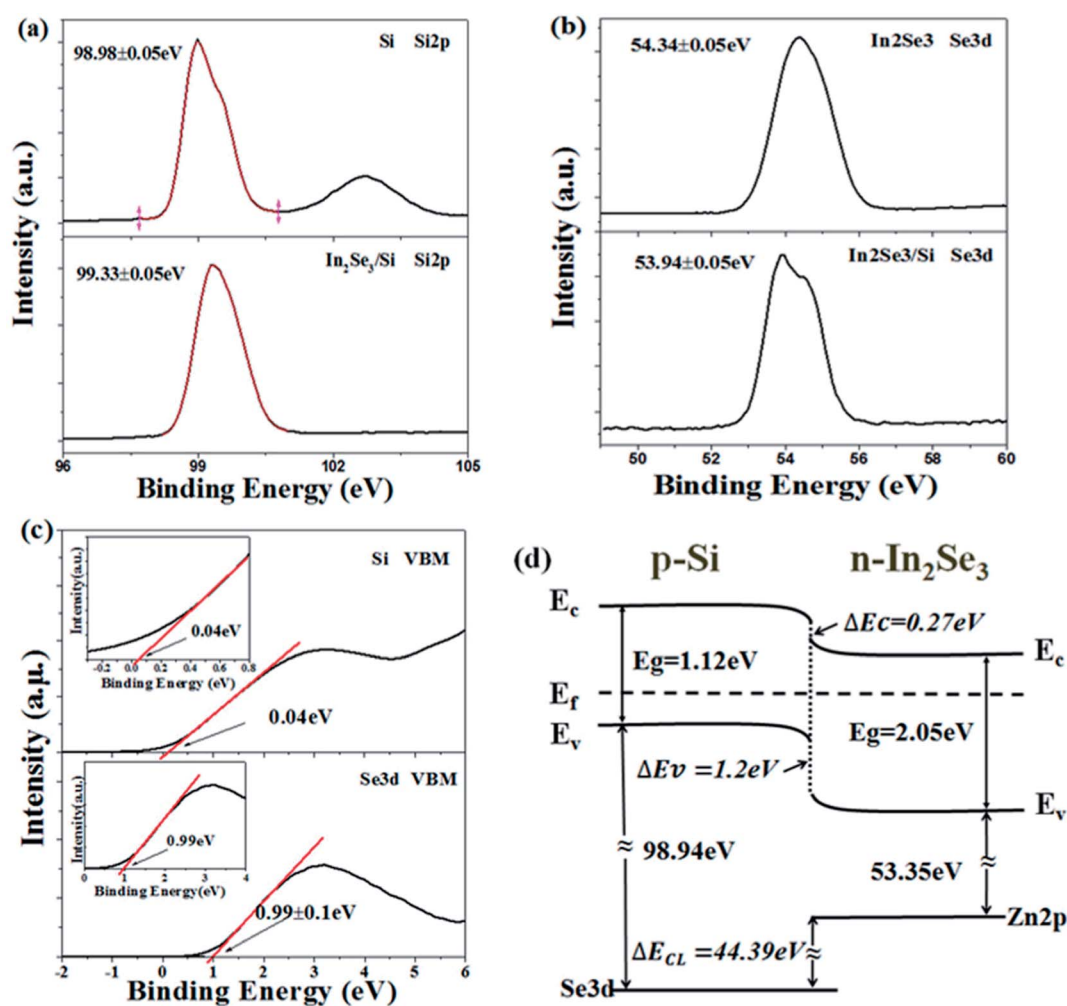 (a)
Si Si2p
98.98±0.05eV
In₂Se₃/Si Si2p
99.33±0.05eV
Intensity (a.u.)
96 99 102 105
Binding Energy (eV)
(b)
In2Se3 Se3d
54.34±0.05eV
In2Se3/Si Se3d
53.94±0.05eV
Intensity (a.u.)
50 52 54 56 58 60
Binding Energy (eV)
(c)
Si VBM
Intensity(a.u.)
0.04eV
-0.2 0.0 0.2 0.4 0.6 0.8
Binding Energy (eV)
0.04eV
Se3d VBM
Intensity(a.u.)
0.99eV
0 1 2 3 4
Binding Energy(eV)
0.99±0.1eV
Intensity (a.μ.)
-2 -1 0 1 2 3 4 5 6
Binding Energy (eV)
(d)
p-Si n-In₂Se₃
Ec
ΔEc=0.27eV
Eg=1.12eV
Ec
Ef
Ev
Eg=2.05eV
ΔEv =1.2eV
Ev
98.94eV
53.35eV
Zn2p
ΔE_CL =44.39eV
Se3d